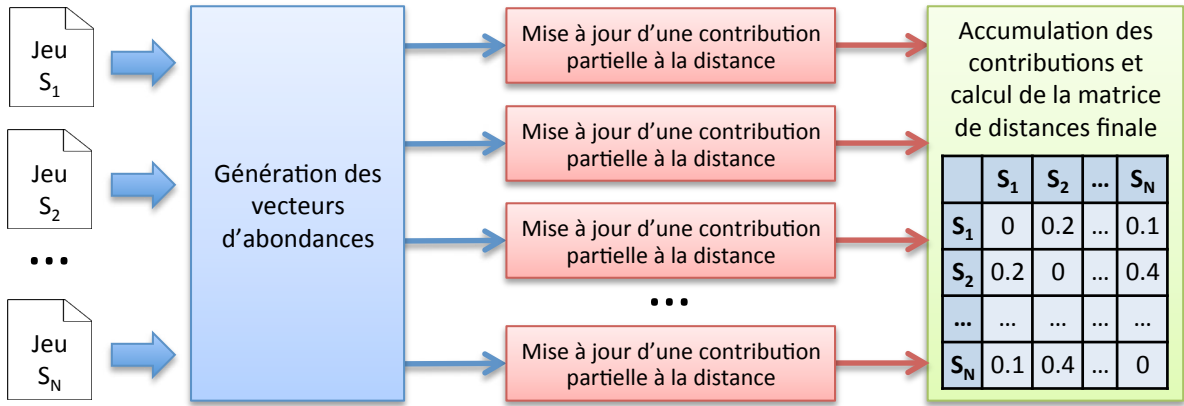 Jeu
S1
Jeu
S2
...
Jeu
SN
Génération des
vecteurs
d’abondances
Mise à jour d’une contribution
partielle à la distance
Mise à jour d’une contribution
partielle à la distance
Mise à jour d’une contribution
partielle à la distance
...
Mise à jour d’une contribution
partielle à la distance
Accumulation des
contributions et
calcul de la matrice
de distances finale
S1 S2 ... SN
S1 0 0.2 ... 0.1
S2 0.2 0 ... 0.4
... ... ... ... ...
SN 0.1 0.4 ... 0